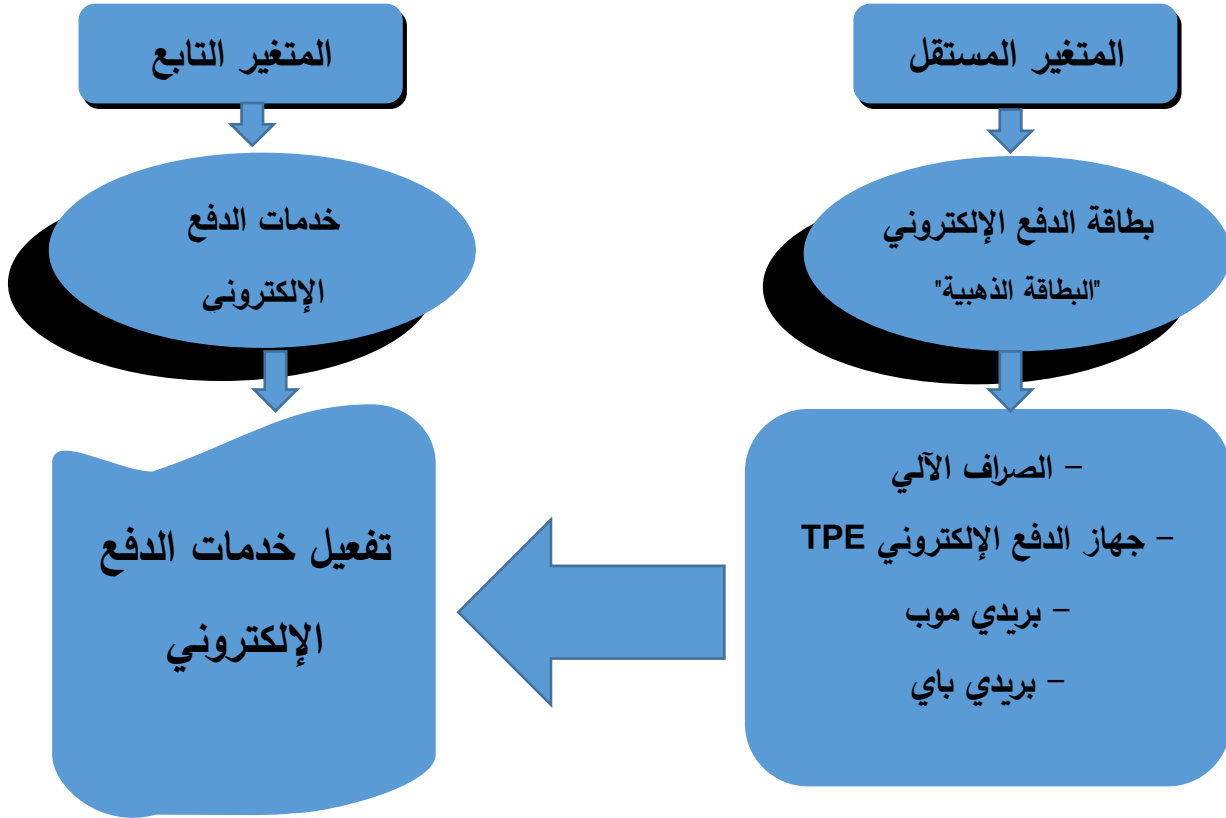 المتغير المستقل
بطاقة الدفع الإلكتروني
"البطاقة الذهبية"
– الصراف الآلي
– جهاز الدفع الإلكتروني TPE
– بريدي موب
– بريدي باي
المتغير التابع
خدمات الدفع
الإلكتروني
تفعيل خدمات الدفع
الإلكتروني